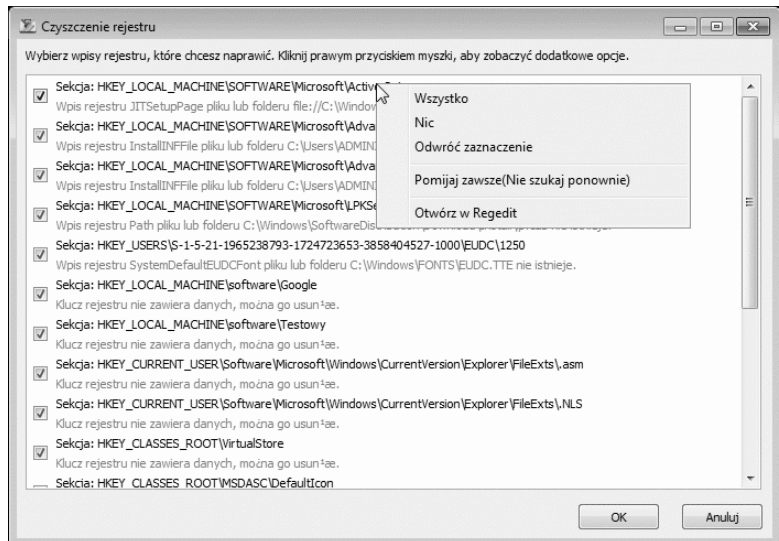 Czyszczenie rejestru
Wybierz wpisy rejestru, które chcesz naprawić. Kliknij prawym przyciskiem myszki, aby zobaczyć dodatkowe opcje.
Sekcja: HKEY_LOCAL_MACHINE\SOFTWARE\Microsoft\Active
Wpis rejestru JITSetupPage pliku lub folderu file://C:\Window
Sekcja: HKEY_LOCAL_MACHINE\SOFTWARE\Microsoft\Adva
Wpis rejestru InstallINFFile pliku lub folderu C:\Users\ADMIN
Sekcja: HKEY_LOCAL_MACHINE\SOFTWARE\Microsoft\Adva
Wpis rejestru InstallINFFile pliku lub folderu C:\Users\ADMIN
Sekcja: HKEY_LOCAL_MACHINE\SOFTWARE\Microsoft\LPKSe
Wpis rejestru Path pliku lub folderu
Sekcja: HKEY_USERS\S-1-5-21-1965238793-1724723653-3858404527-1000\EUDC\1250
Wpis rejestru SystemDefaultEUDCFont pliku lub folderu C:\Windows\FONTS\EUDC.TTE nie istnieje.
Sekcja: HKEY_LOCAL_MACHINE\software\Google
Klucz rejestru nie zawiera danych, można go usun¹æ.
Sekcja: HKEY_LOCAL_MACHINE\software\Testowy
Klucz rejestru nie zawiera danych, można go usun¹æ.
Sekcja: HKEY_CURRENT_USER\Software\Microsoft\Windows\CurrentVersion\Explorer\FileExts\.asm
Klucz rejestru nie zawiera danych, można go usun¹æ.
Sekcja: HKEY_CURRENT_USER\Software\Microsoft\Windows\CurrentVersion\Explorer\FileExts\.NLS
Klucz rejestru nie zawiera danych, można go usun¹æ.
Sekcja: HKEY_CLASSES_ROOT\VirtualStore
Klucz rejestru nie zawiera danych, można go usun¹æ.
Sekcja: HKEY_CLASSES_ROOT\MSDASC\DefaultIcon
Wszystko
Nic
Odwróć zaznaczenie
Pomijaj zawsze(Nie szukaj ponownie)
Otwórz w Regedit
OK
Anuluj